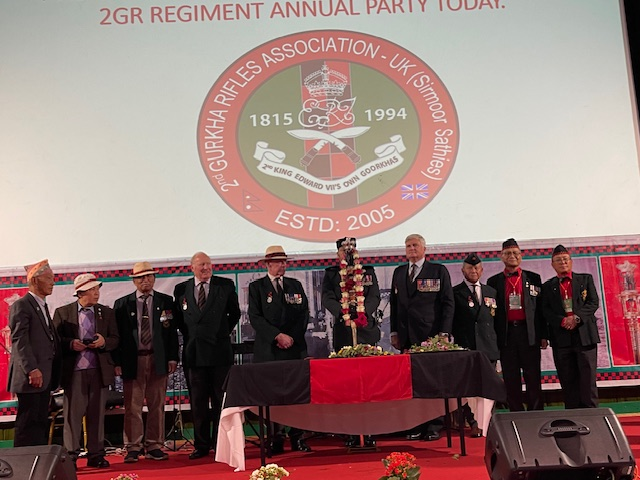 2GR REGIMENT ANNUAL PARTY TODAY.
2nd GURKHA RIFLES ASSOCIATION - UK (Sirmoor Sathies)
1815 1994
2ND KING EDWARD VII'S OWN GOORKHAS
ESTD: 2005